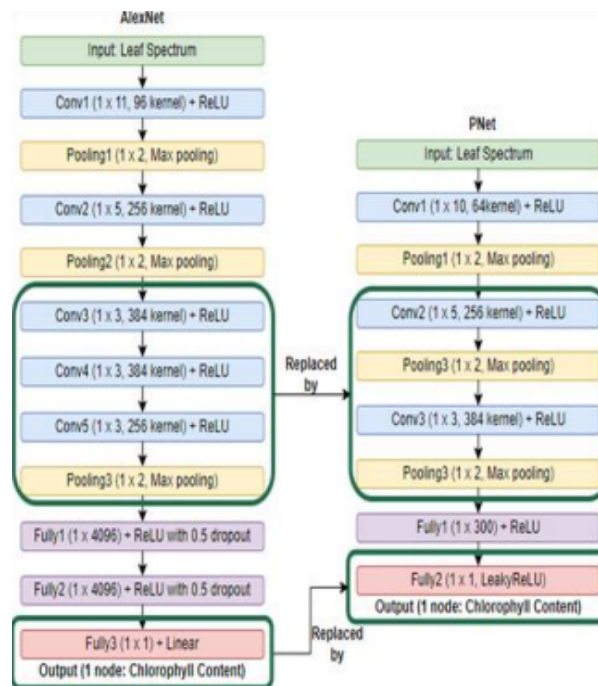 AlexNet
Input: Leaf Spectrum
Conv1 (1 x 11, 96 kernel) + ReLU
Pooling1 (1 x 2, Max pooling)
Conv2 (1 x 5, 256 kernel) + ReLU
Pooling2 (1 x 2, Max pooling)
Conv3 (1 x 3, 384 kernel) + ReLU
Conv4 (1 x 3, 384 kernel) + ReLU
Conv5 (1 x 3, 256 kernel) + ReLU
Pooling3 (1 x 2, Max pooling)
Fully1 (1 x 4096) + ReLU with 0.5 dropout
Fully2 (1 x 4096) + ReLU with 0.5 dropout
Fully3 (1 x 1) + Linear
Output (1 node: Chlorophyll Content)
Replaced
by
Replaced
by
PNet
Input: Leaf Spectrum
Conv1 (1 x 10, 64kernel) + ReLU
Pooling1 (1 x 2, Max pooling)
Conv2 (1 x 5, 256 kernel) + ReLU
Pooling3 (1 x 2, Max pooling)
Conv3 (1 x 3, 384 kernel) + ReLU
Pooling3 (1 x 2, Max pooling)
Fully1 (1 x 300) + ReLU
Fully2 (1 x 1, LeakyReLU)
Output (1 node: Chlorophyll Content)